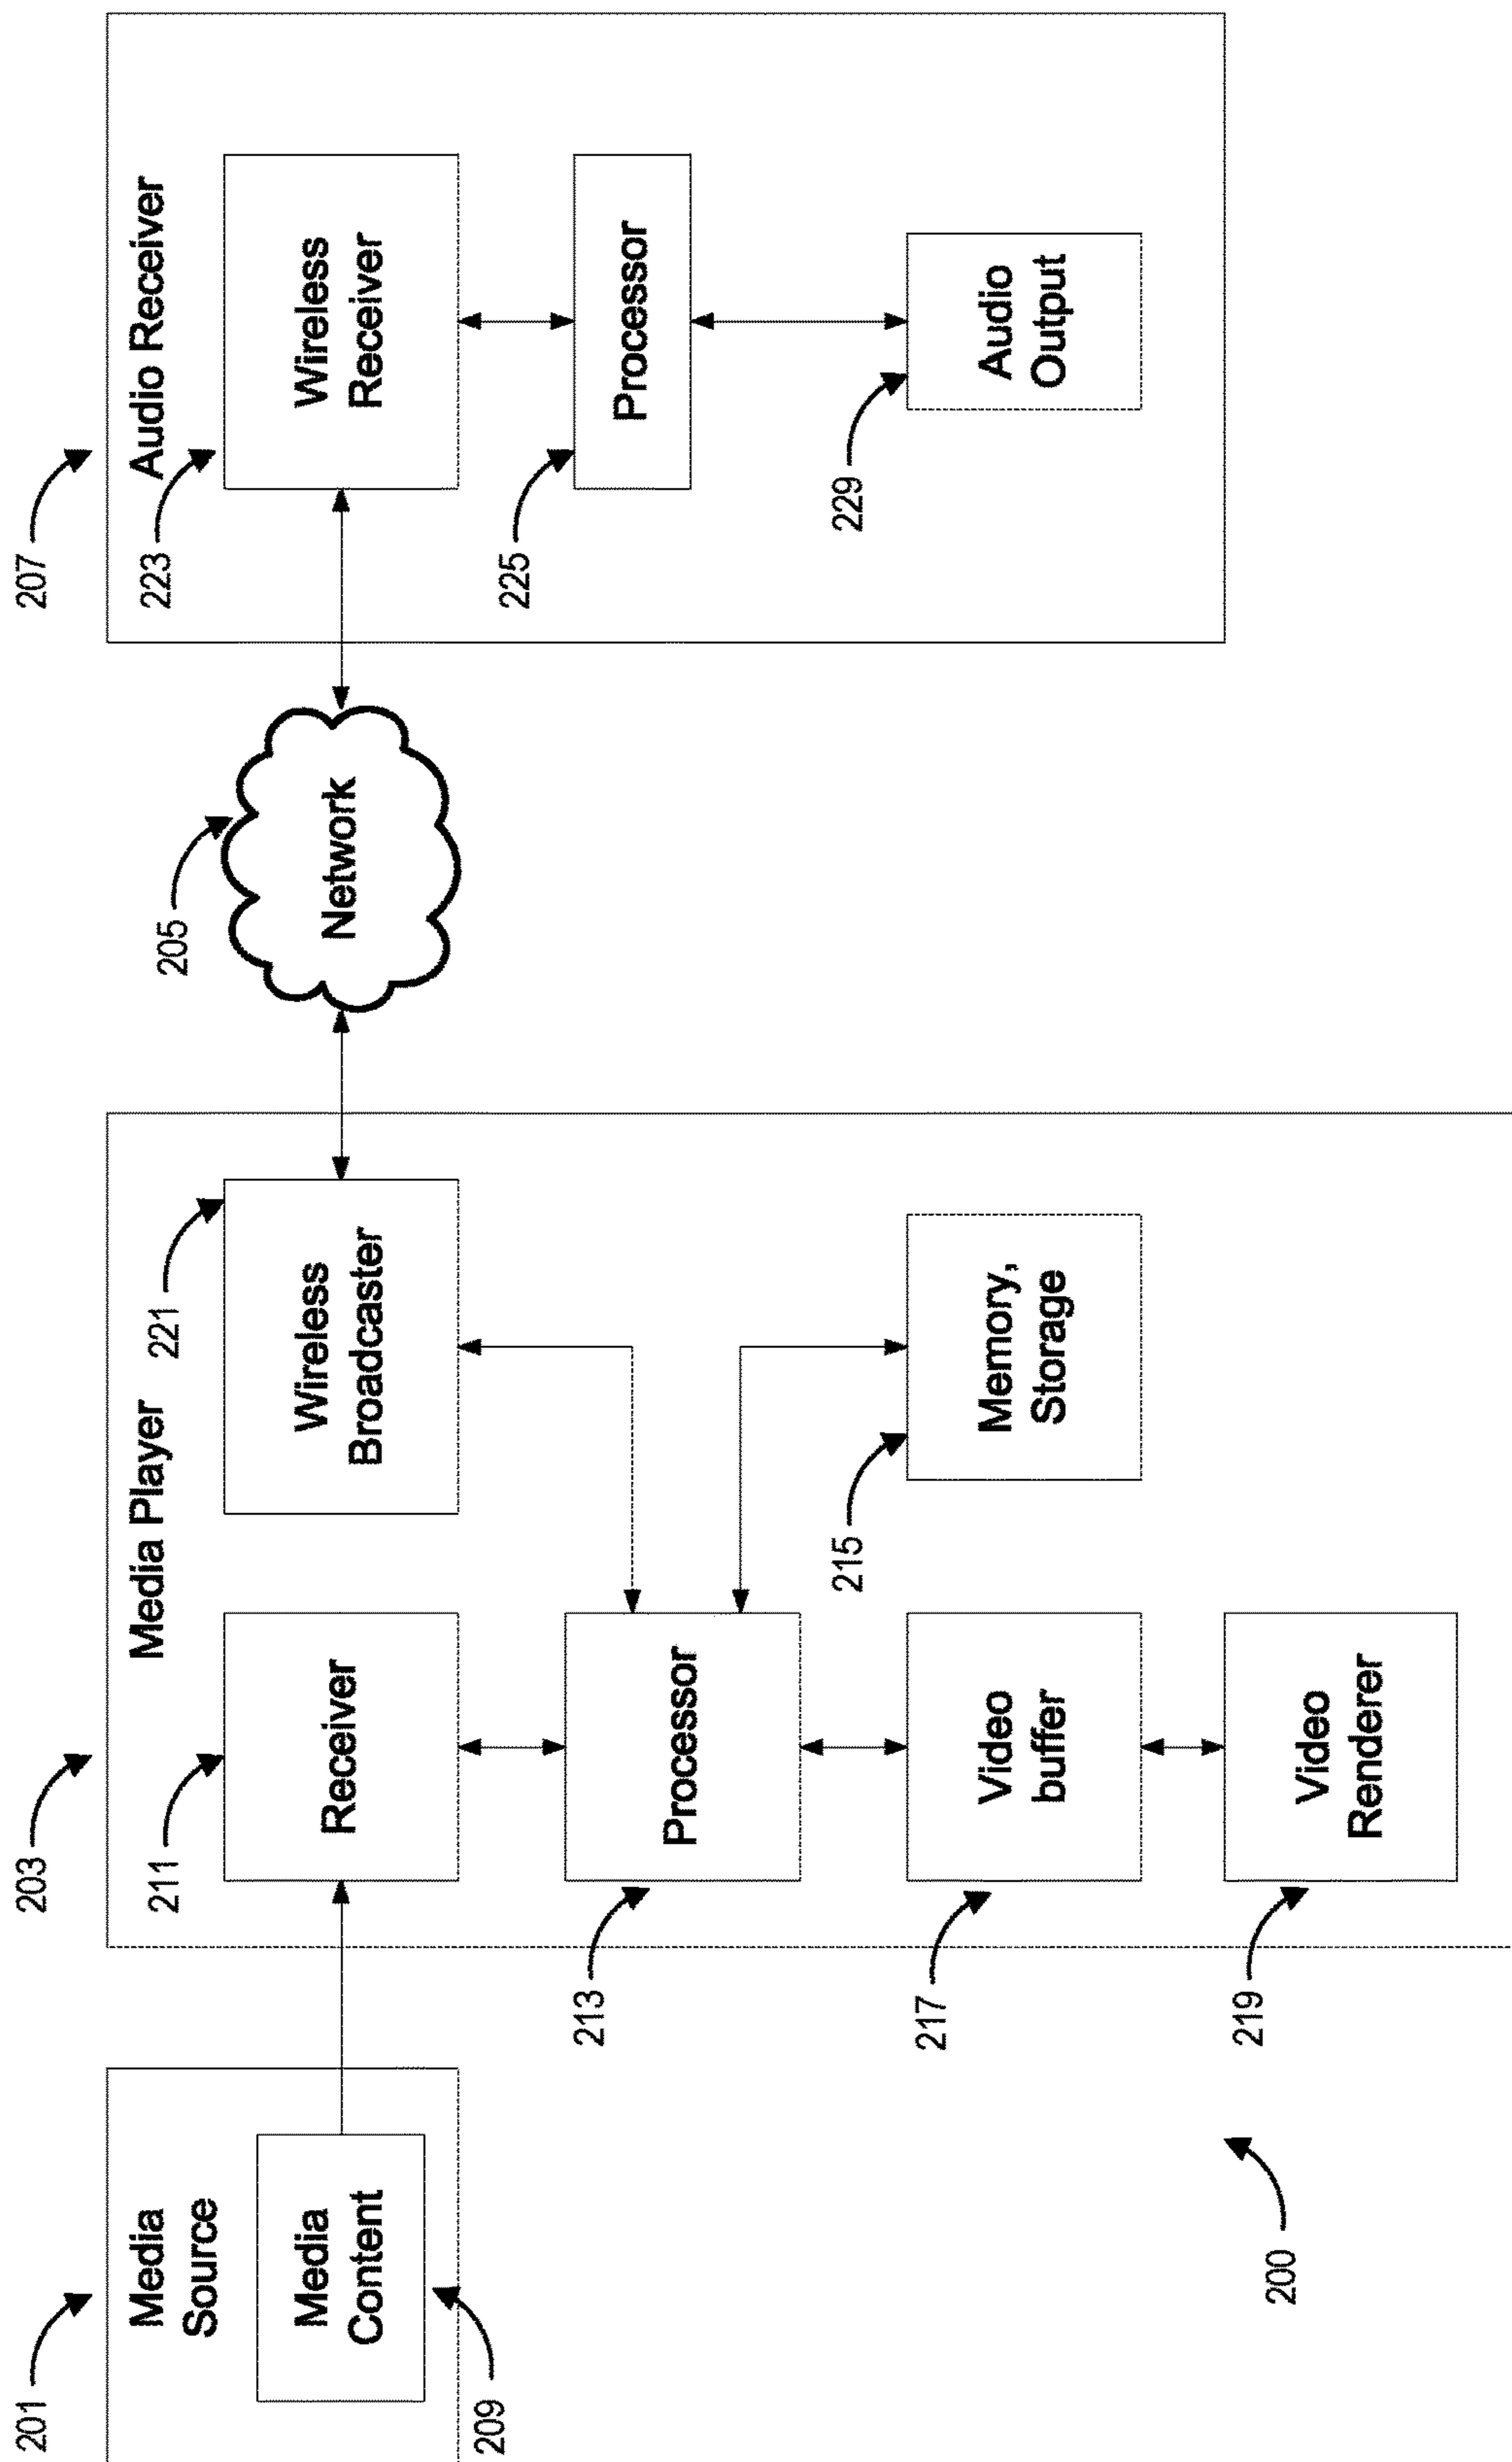 201
Media
Source
Media
Content
209
203
Media Player
211
Receiver
221
Wireless
Broadcaster
213
Processor
215
Memory,
Storage
217
Video
buffer
219
Video
Renderer
205
Network
207
Audio Receiver
223
Wireless
Receiver
225
Processor
229
Audio
Output
200